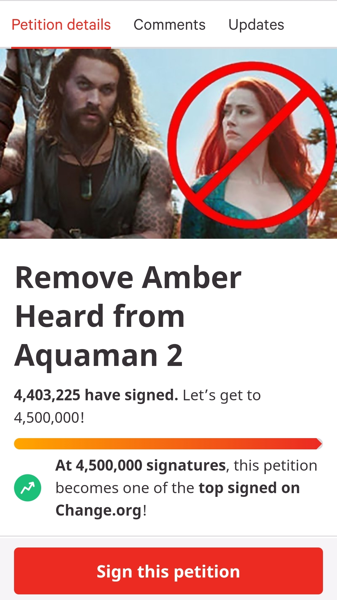 Petition details Comments Updates
Remove Amber
Heard from
Aquaman 2
4,403,225 have signed. Let’s get to
4,500,000!
At 4,500,000 signatures, this petition
becomes one of the top signed on
Change.org!
Sign this petition